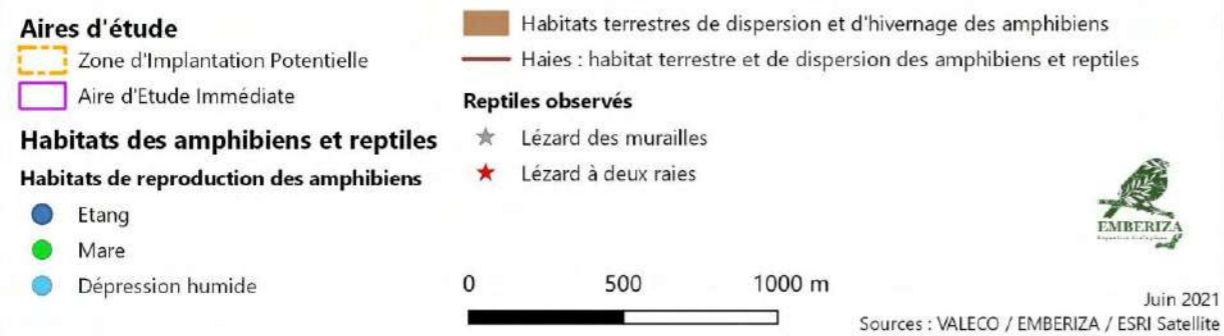 Aires d'étude
Zone d'Implantation Potentielle
Aire d'Etude Immédiate
Habitats des amphibiens et reptiles
Habitats de reproduction des amphibiens
Etang
Mare
Dépression humide
Habitats terrestres de dispersion et d'hivernage des amphibiens
Haies : habitat terrestre et de dispersion des amphibiens et reptiles
Reptiles observés
Lézard des murailles
Lézard à deux raies
0 500 1000 m
EMBERIZA
Juin 2021
Sources : VALECO / EMBERIZA / ESRI Satellite